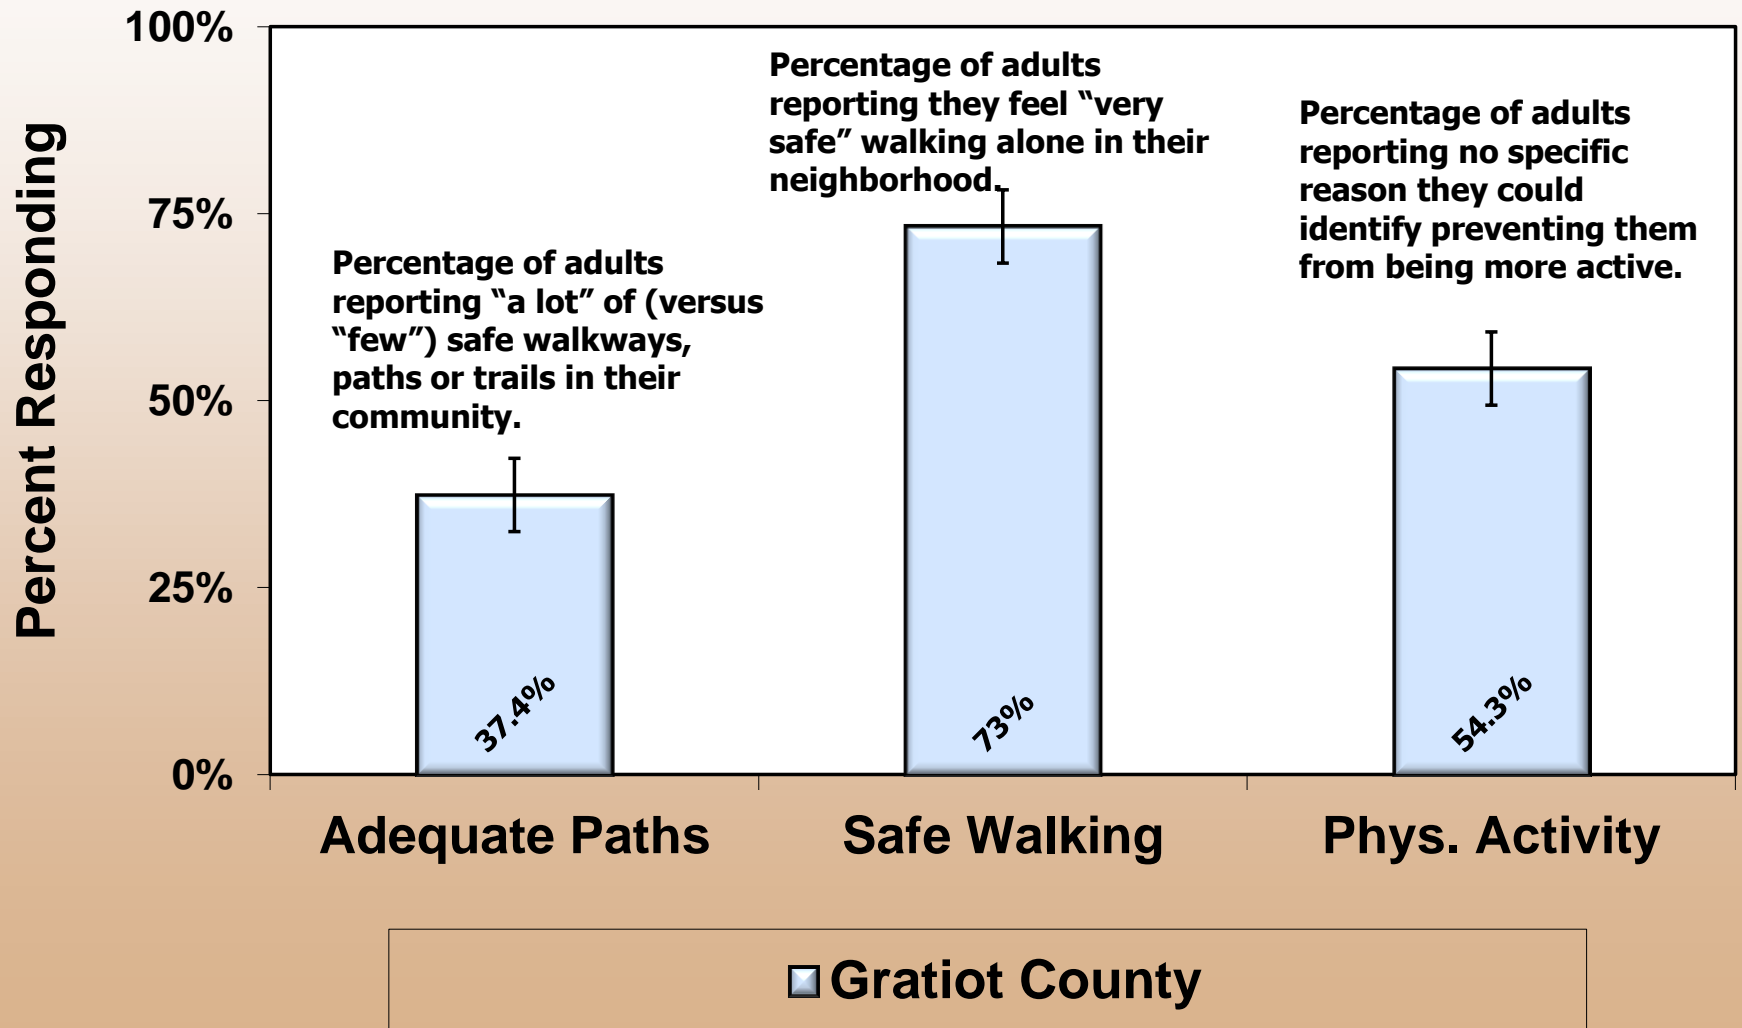 Percent Responding
100%
75%
50%
25%
0%
Percentage of adults
reporting “a lot” of (versus
“few”) safe walkways,
paths or trails in their
community.
Percentage of adults
reporting they feel “very
safe” walking alone in their
neighborhood.
Percentage of adults
reporting no specific
reason they could
identify preventing them
from being more active.
37.4%
73%
54.3%
Adequate Paths
Safe Walking
Phys. Activity
Gratiot County